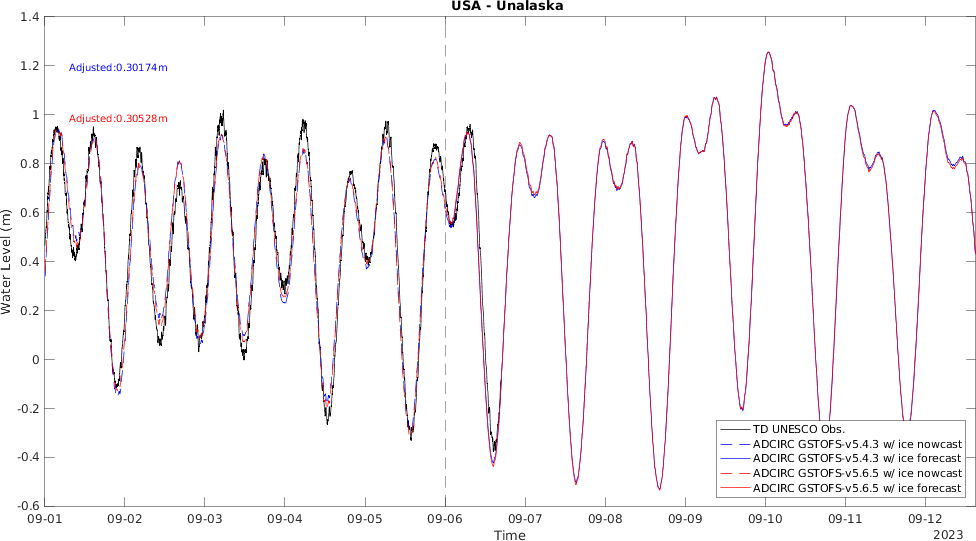 USA - Unalaska
1.4
1.2
1
0.8
0.6
0.4
0.2
0
-0.2
-0.4
-0.6
Water Level (m)
Adjusted:0.30174m
Adjusted:0.30528m
TD UNESCO Obs.
ADCIRC GSTOFS-v5.4.3 w/ ice nowcast
ADCIRC GSTOFS-v5.4.3 w/ ice forecast
ADCIRC GSTOFS-v5.6.5 w/ ice nowcast
ADCIRC GSTOFS-v5.6.5 w/ ice forecast
09-01 09-02 09-03 09-04 09-05 09-06 09-07 09-08 09-09 09-10 09-11 09-12
Time
2023